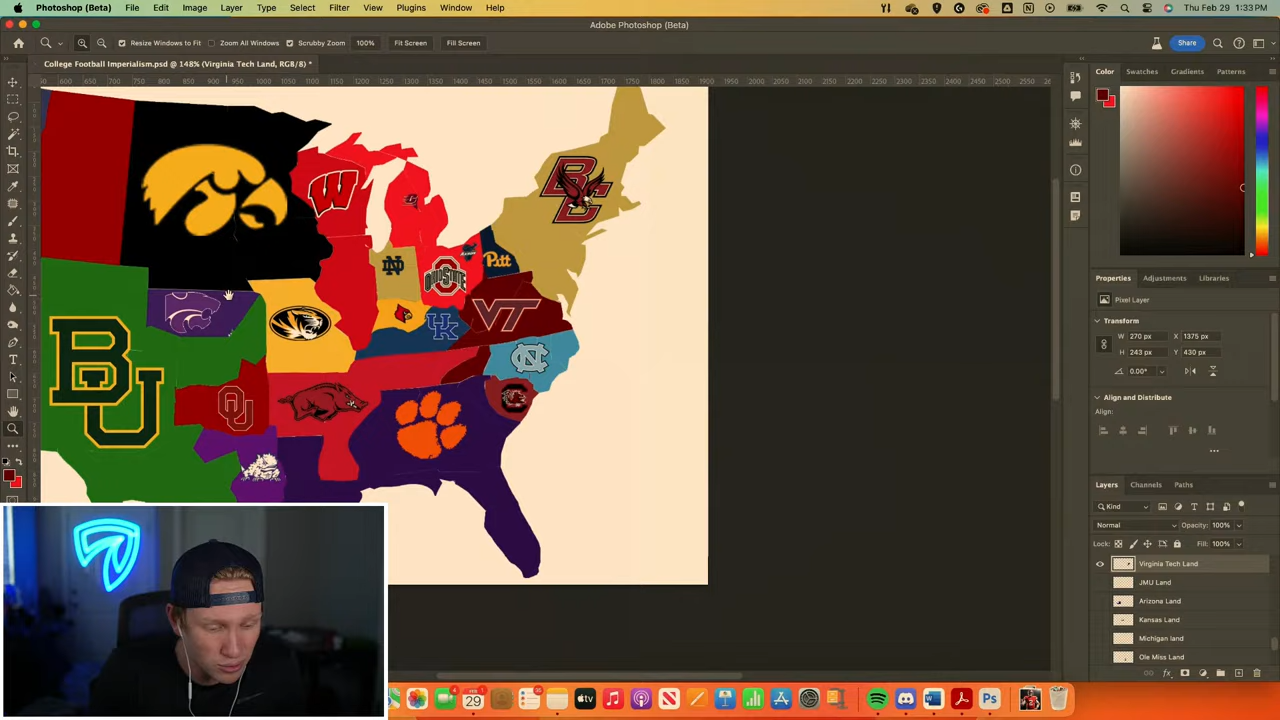 Photoshop (Beta) File Edit Image Layer Type Select Filter View Plugins Window Help
Thu Feb 29 1:33 PM
Adobe Photoshop (Beta)
Resize Windows to Fit Zoom All Windows Scrubby Zoom 100% Fit Screen Fill Screen
Share
College Football Imperialism.psd @ 148% (Virginia Tech Land, RGB/8) *
Color Swatches Gradients Patterns
Properties Adjustments Libraries
Pixel Layer
Transform
W 270 px X 1375 px
H 243 px Y 430 px
0.00°
Align and Distribute
Align:
Layers Channels Paths
Kind
Normal Opacity: 100%
Lock: Fill: 100%
Virginia Tech Land
JMU Land
Arizona Land
Kansas Land
Michigan land
Ole Miss Land
W
BC
ND
OHIO STATE
Pitt
VT
UK
NC
C
BU
OU
tv
W
Ps
29